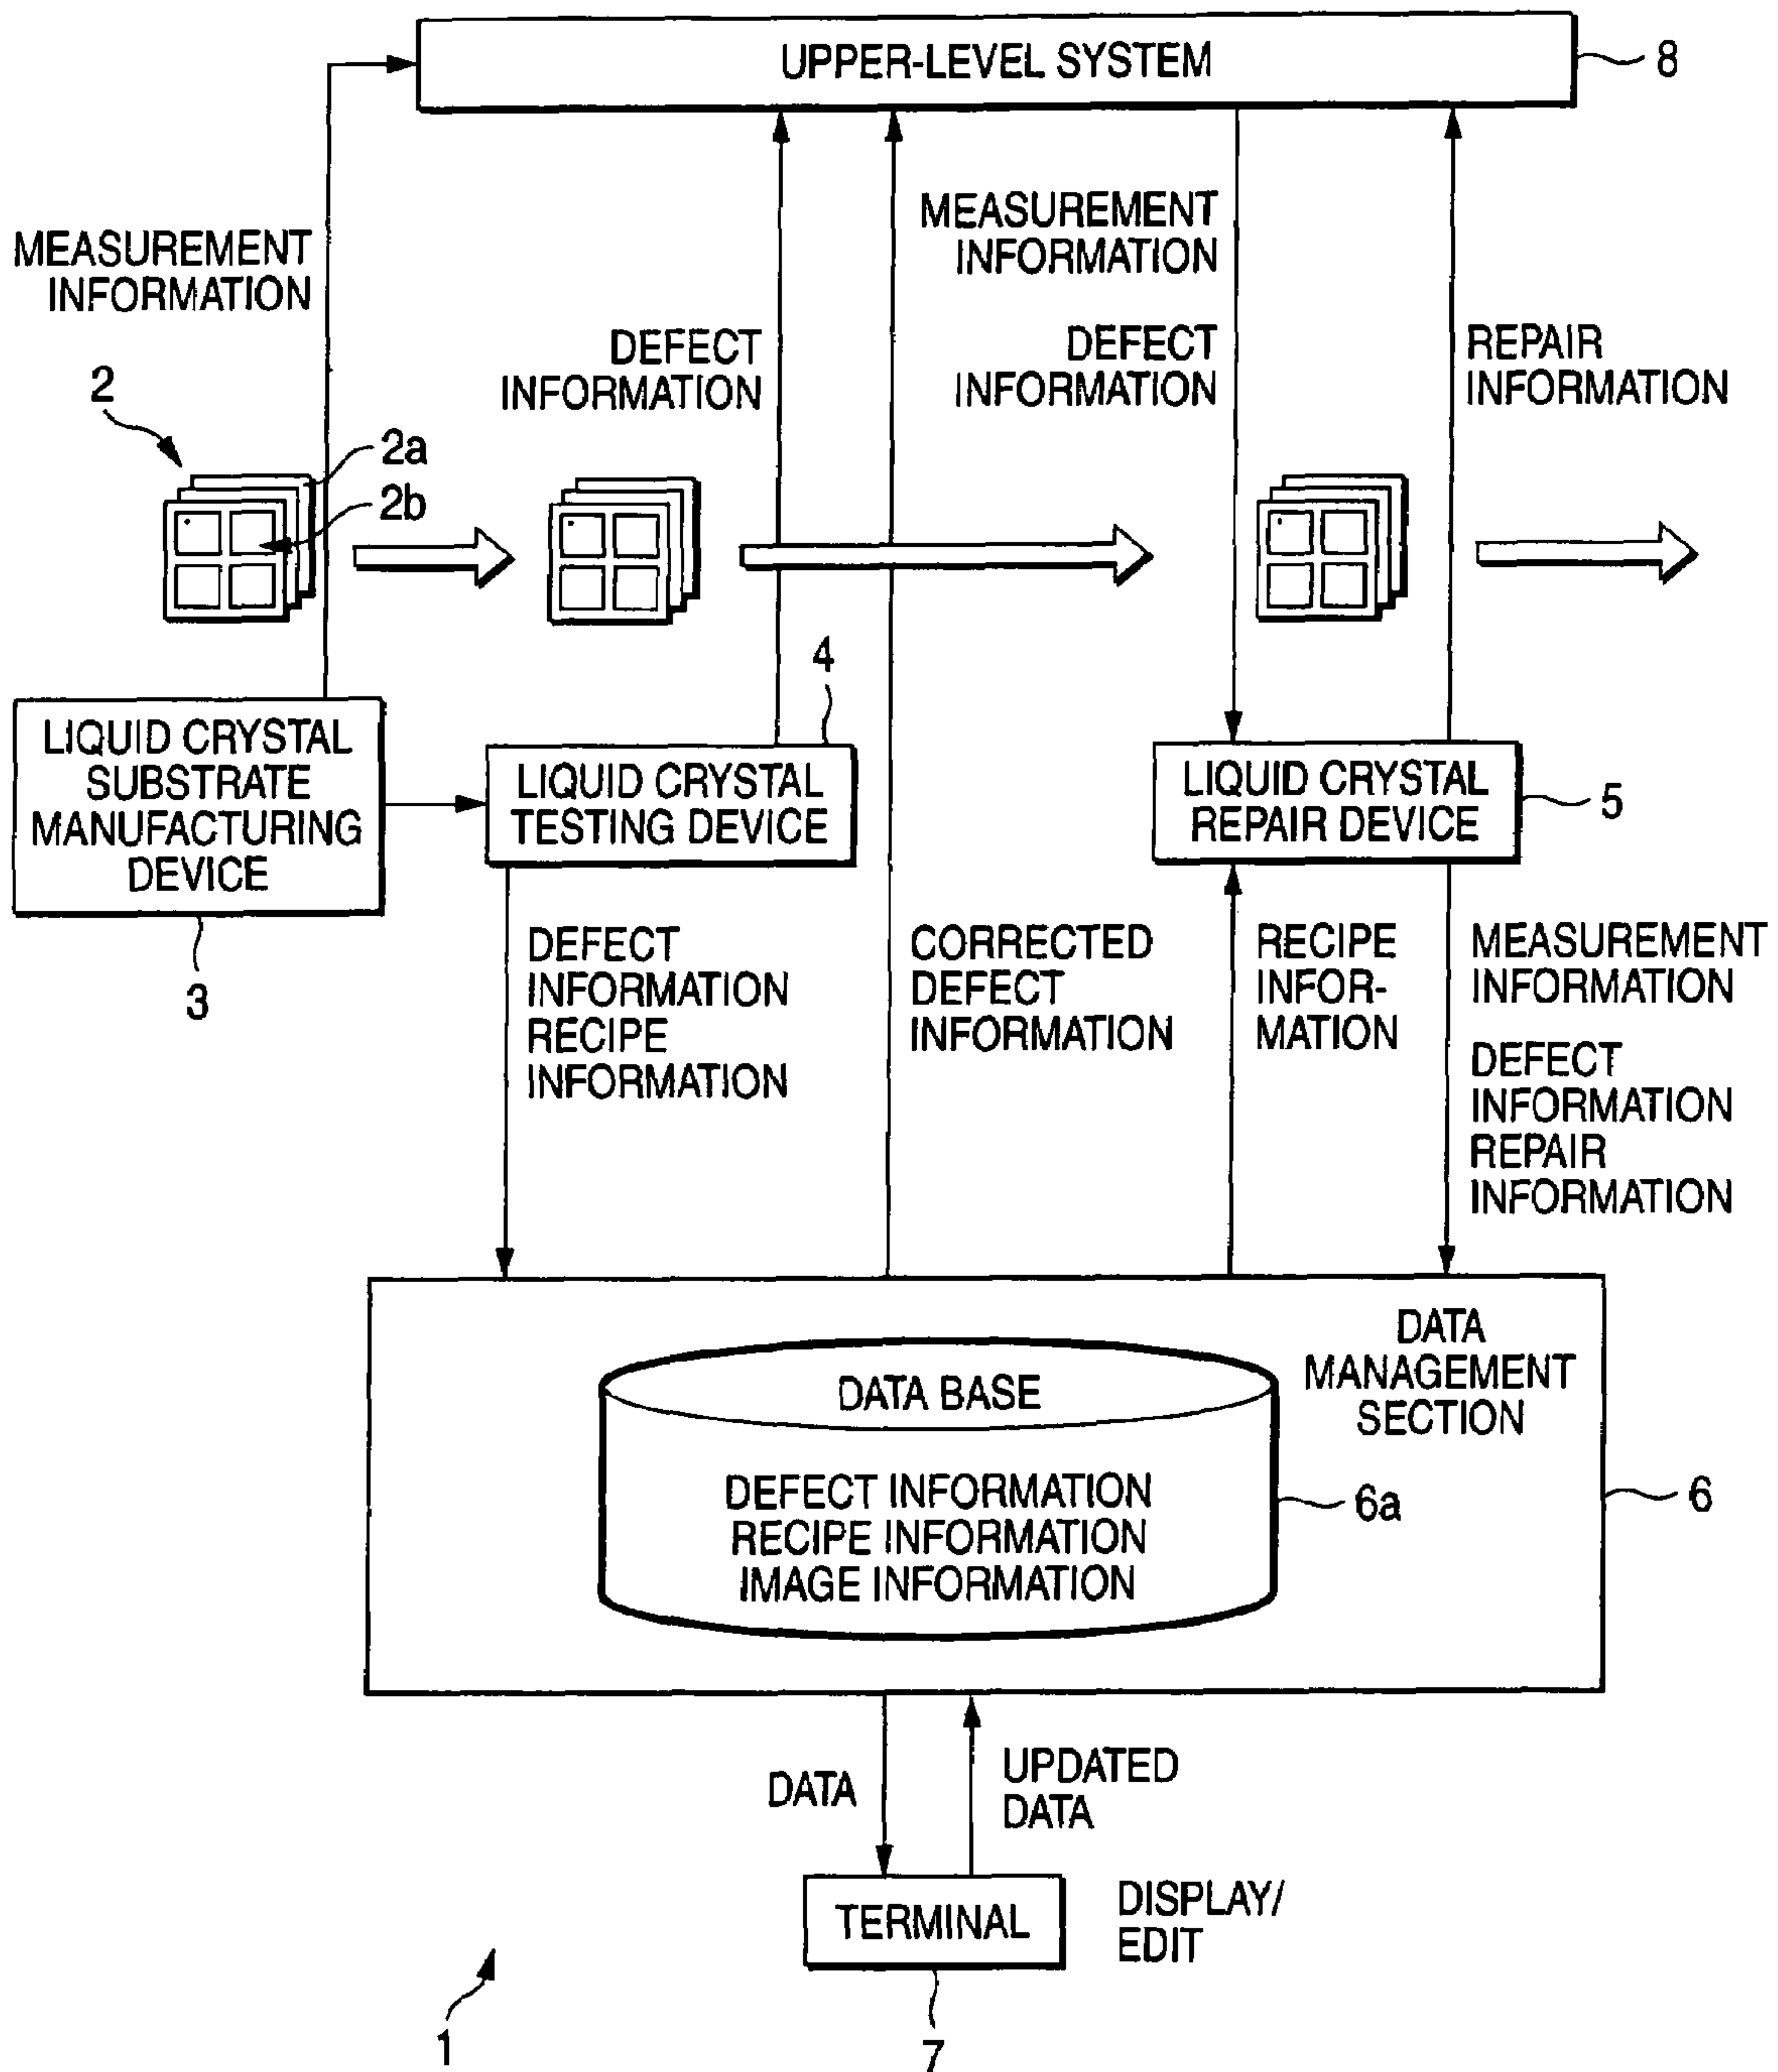 UPPER-LEVEL SYSTEM
8
MEASUREMENT
INFORMATION
DEFECT
INFORMATION
MEASUREMENT
INFORMATION
DEFECT
INFORMATION
REPAIR
INFORMATION
2
2a
2b
LIQUID CRYSTAL
SUBSTRATE
MANUFACTURING
DEVICE
3
4
LIQUID CRYSTAL
TESTING DEVICE
LIQUID CRYSTAL
REPAIR DEVICE
5
DEFECT
INFORMATION
RECIPE
INFORMATION
CORRECTED
DEFECT
INFORMATION
RECIPE
INFOR-
MATION
MEASUREMENT
INFORMATION
DEFECT
INFORMATION
REPAIR
INFORMATION
DATA
MANAGEMENT
SECTION
DATA BASE
DEFECT INFORMATION
RECIPE INFORMATION
IMAGE INFORMATION
6a
6
DATA
UPDATED
DATA
TERMINAL
DISPLAY/
EDIT
7
1